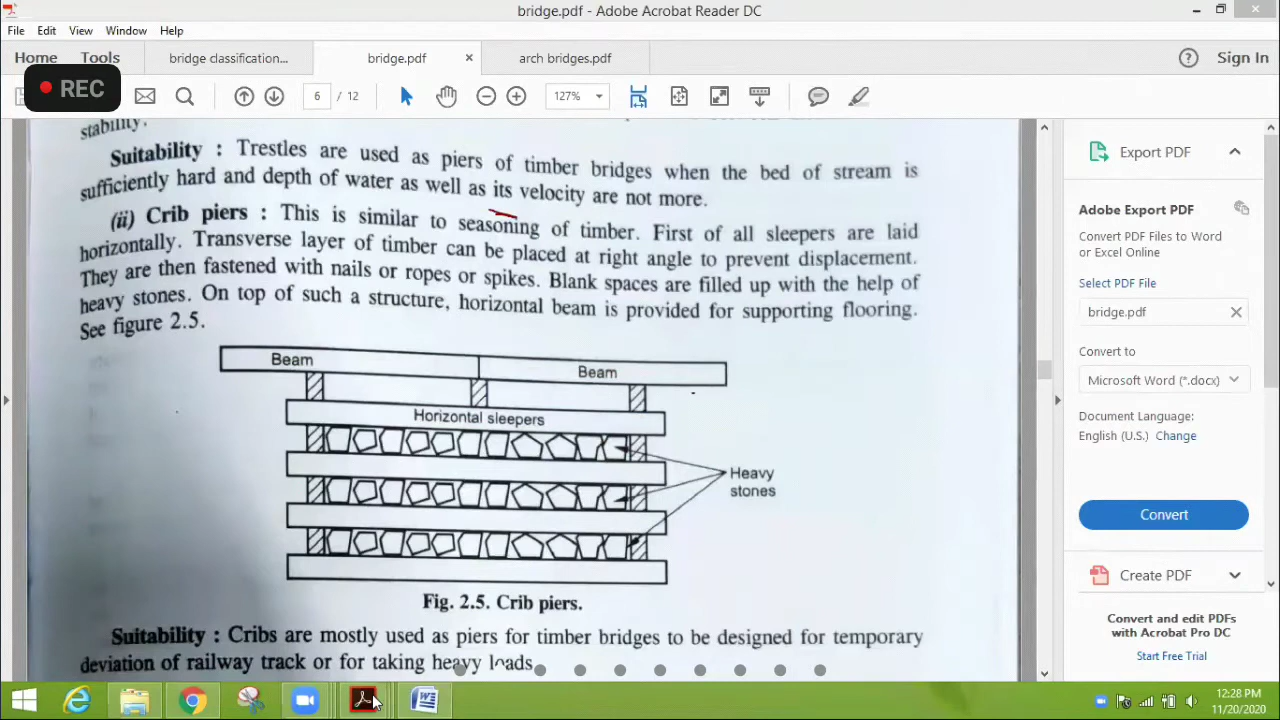 bridge.pdf - Adobe Acrobat Reader DC
File Edit View Window Help
Home Tools bridge classification... bridge.pdf × arch bridges.pdf Sign In
REC
6 / 12 127%
stability.
Suitability : Trestles are used as piers of timber bridges when the bed of stream is
sufficiently hard and depth of water as well as its velocity are not more.
(ii) Crib piers : This is similar to seasoning of timber. First of all sleepers are laid
horizontally. Transverse layer of timber can be placed at right angle to prevent displacement.
They are then fastened with nails or ropes or spikes. Blank spaces are filled up with the help of
heavy stones. On top of such a structure, horizontal beam is provided for supporting flooring.
See figure 2.5.
Beam
Beam
Horizontal sleepers
Heavy
stones
Fig. 2.5. Crib piers.
Suitability : Cribs are mostly used as piers for timber bridges to be designed for temporary
deviation of railway track or for taking heavy loads
Export PDF
Adobe Export PDF
Convert PDF Files to Word
or Excel Online
Select PDF File
bridge.pdf
Convert to
Microsoft Word (*.docx)
Document Language:
English (U.S.) Change
Convert
Create PDF
Convert and edit PDFs
with Acrobat Pro DC
Start Free Trial
12:28 PM
11/20/2020